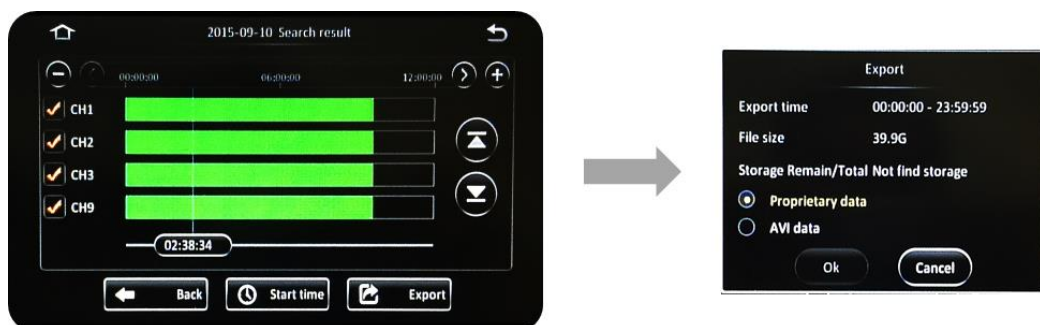 2015-09-10 Search result
00:00:00 06:00:00 12:00:00
CH1
CH2
CH3
CH9
02:38:34
Back Start time Export
Export
Export time 00:00:00 - 23:59:59
File size 39.9G
Storage Remain/Total Not find storage
Proprietary data
AVI data
Ok Cancel